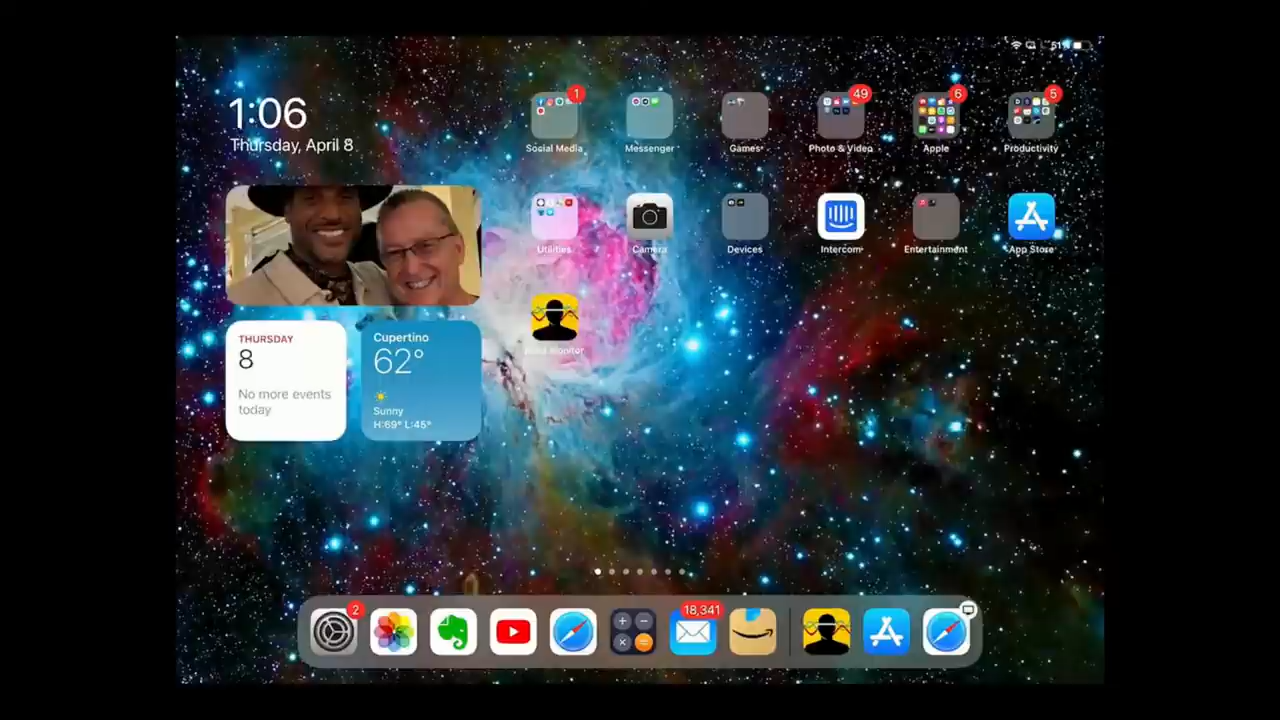 51%
1:06
Thursday, April 8
1
49
6
5
Social Media
Messenger
Games
Photo & Video
Apple
Productivity
Utilities
Camera
Devices
Intercom
Entertainment
App Store
THURSDAY
8
No more events
today
Cupertino
62°
Sunny
H:69° L:45°
Monitor
2
18,341